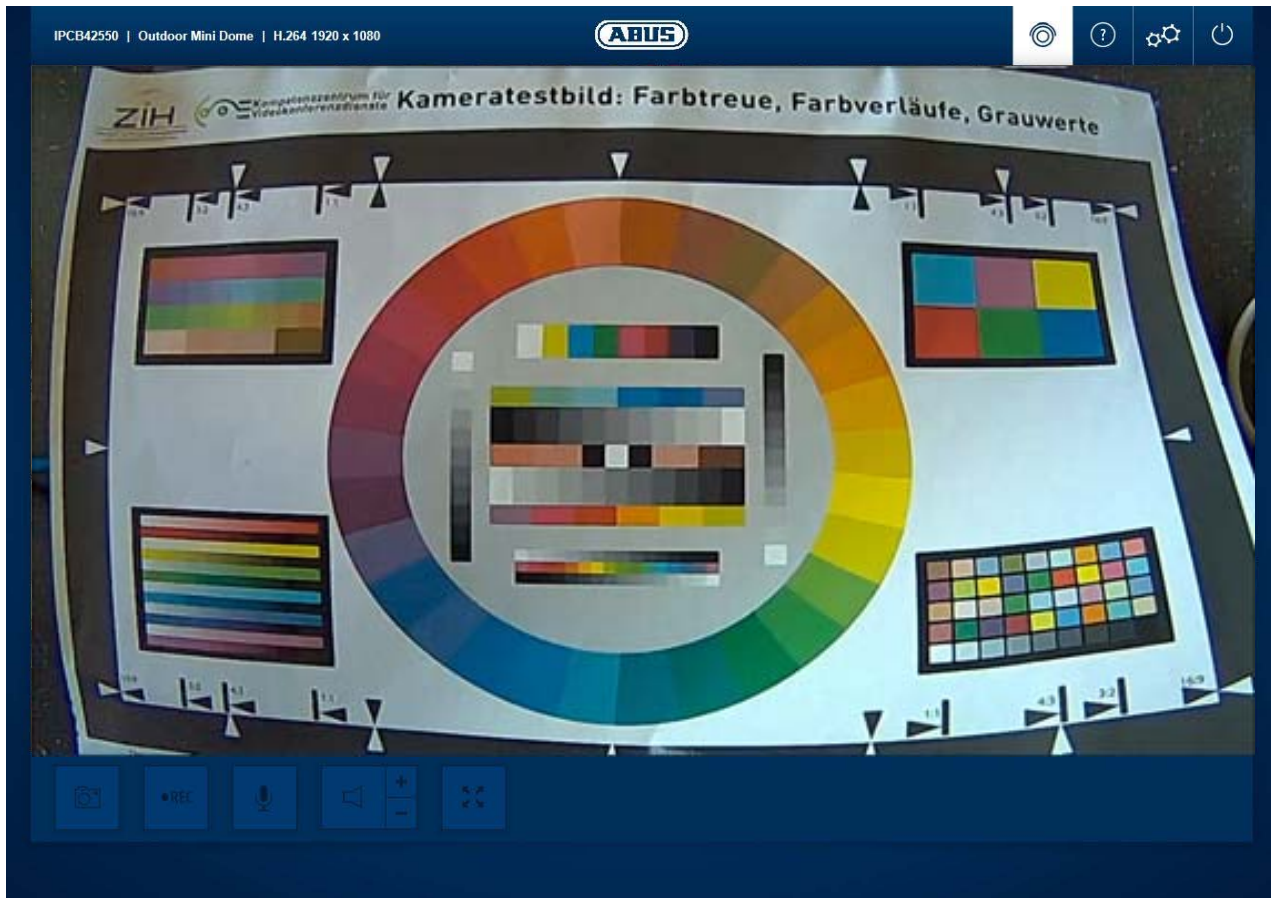 IPCB42550 | Outdoor Mini Dome | H.264 1920 x 1080
ABUS
?
ZIH
Kompetenzzentrum für
Videokonferenzdienste
Kameratestbild: Farbtreue, Farbverläufe, Grauwerte
16:9 3:2 4:3 1:1 1:1 4:3 3:2 16:9
16:9 3:2 4:3 1:1 1:1 4:3 3:2 16:9
REC
+
−